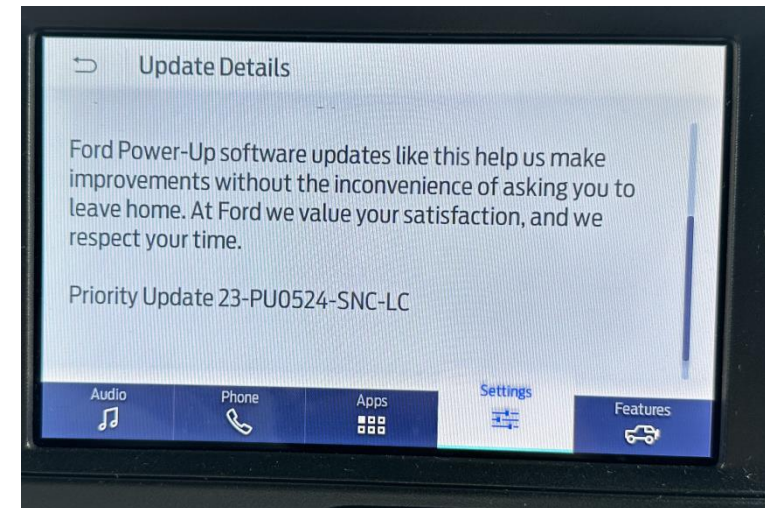 Update Details
Ford Power-Up software updates like this help us make
improvements without the inconvenience of asking you to
leave home. At Ford we value your satisfaction, and we
respect your time.
Priority Update 23-PU0524-SNC-LC
Audio
Phone
Apps
Settings
Features